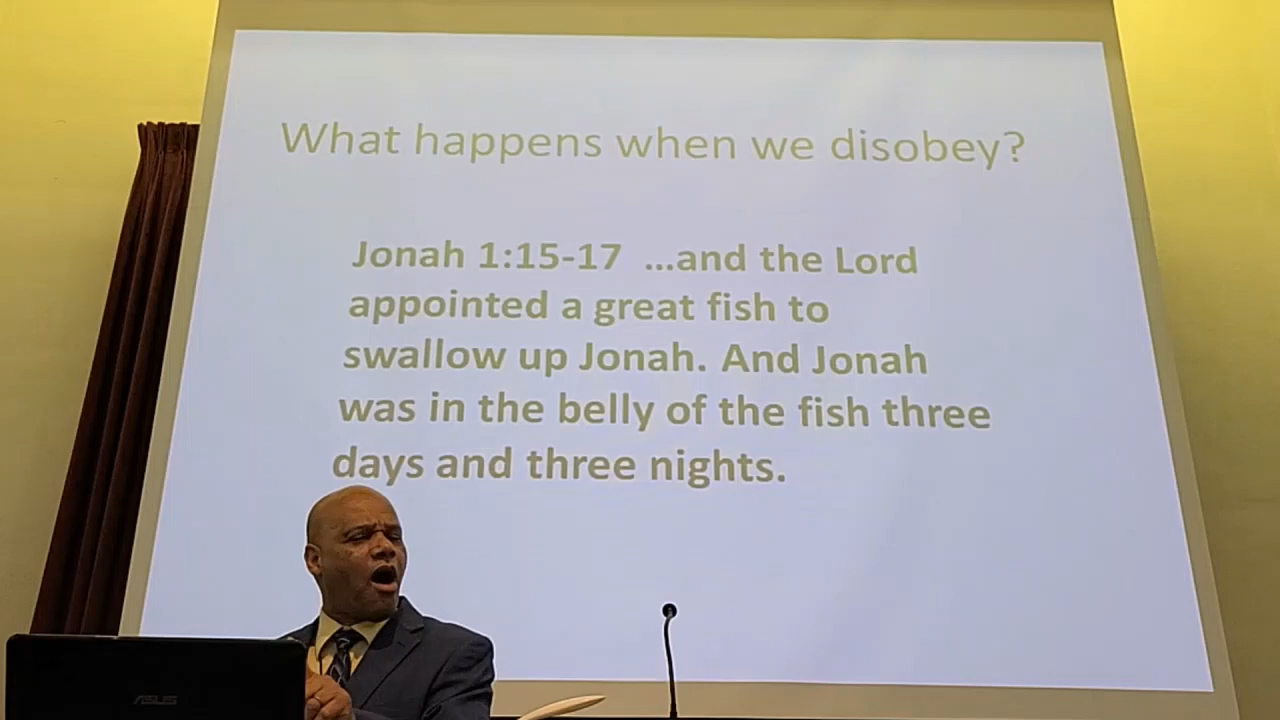 What happens when we disobey?
Jonah 1:15-17 ...and the Lord
appointed a great fish to
swallow up Jonah. And Jonah
was in the belly of the fish three
days and three nights.
ASUS